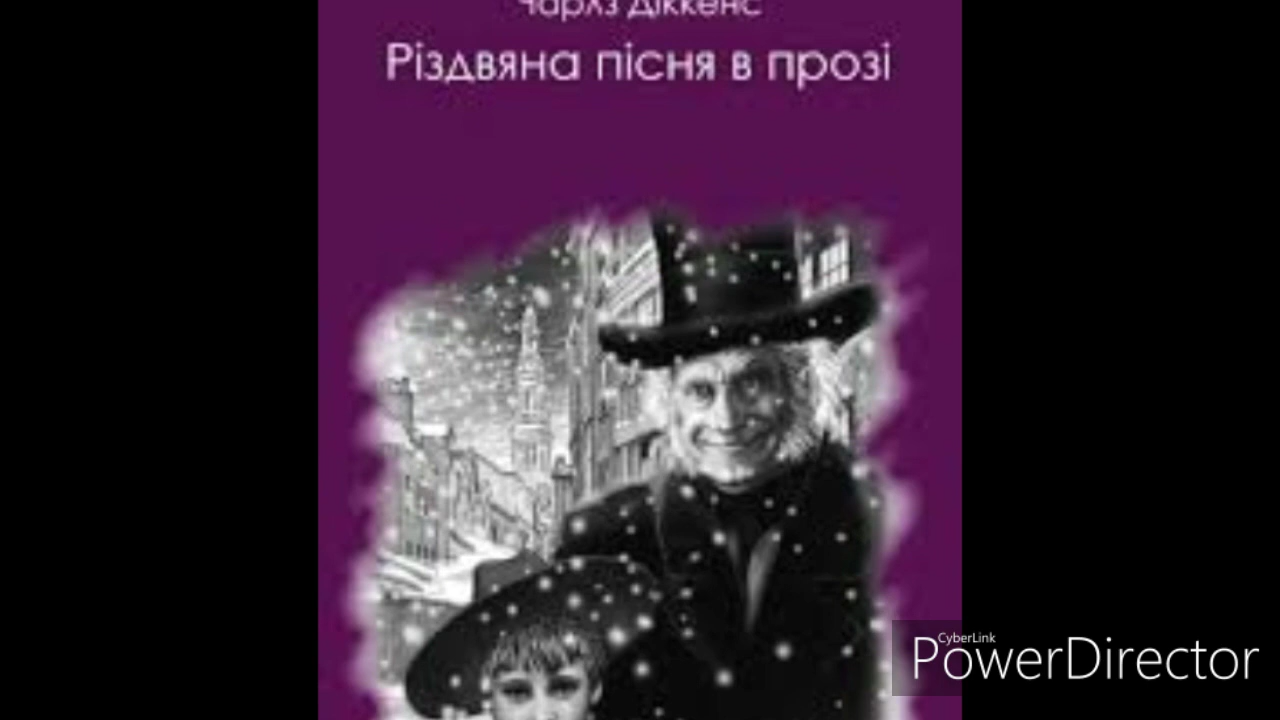 Чарлз Діккенс
Різдвяна пісня в прозі
CyberLink
PowerDirector